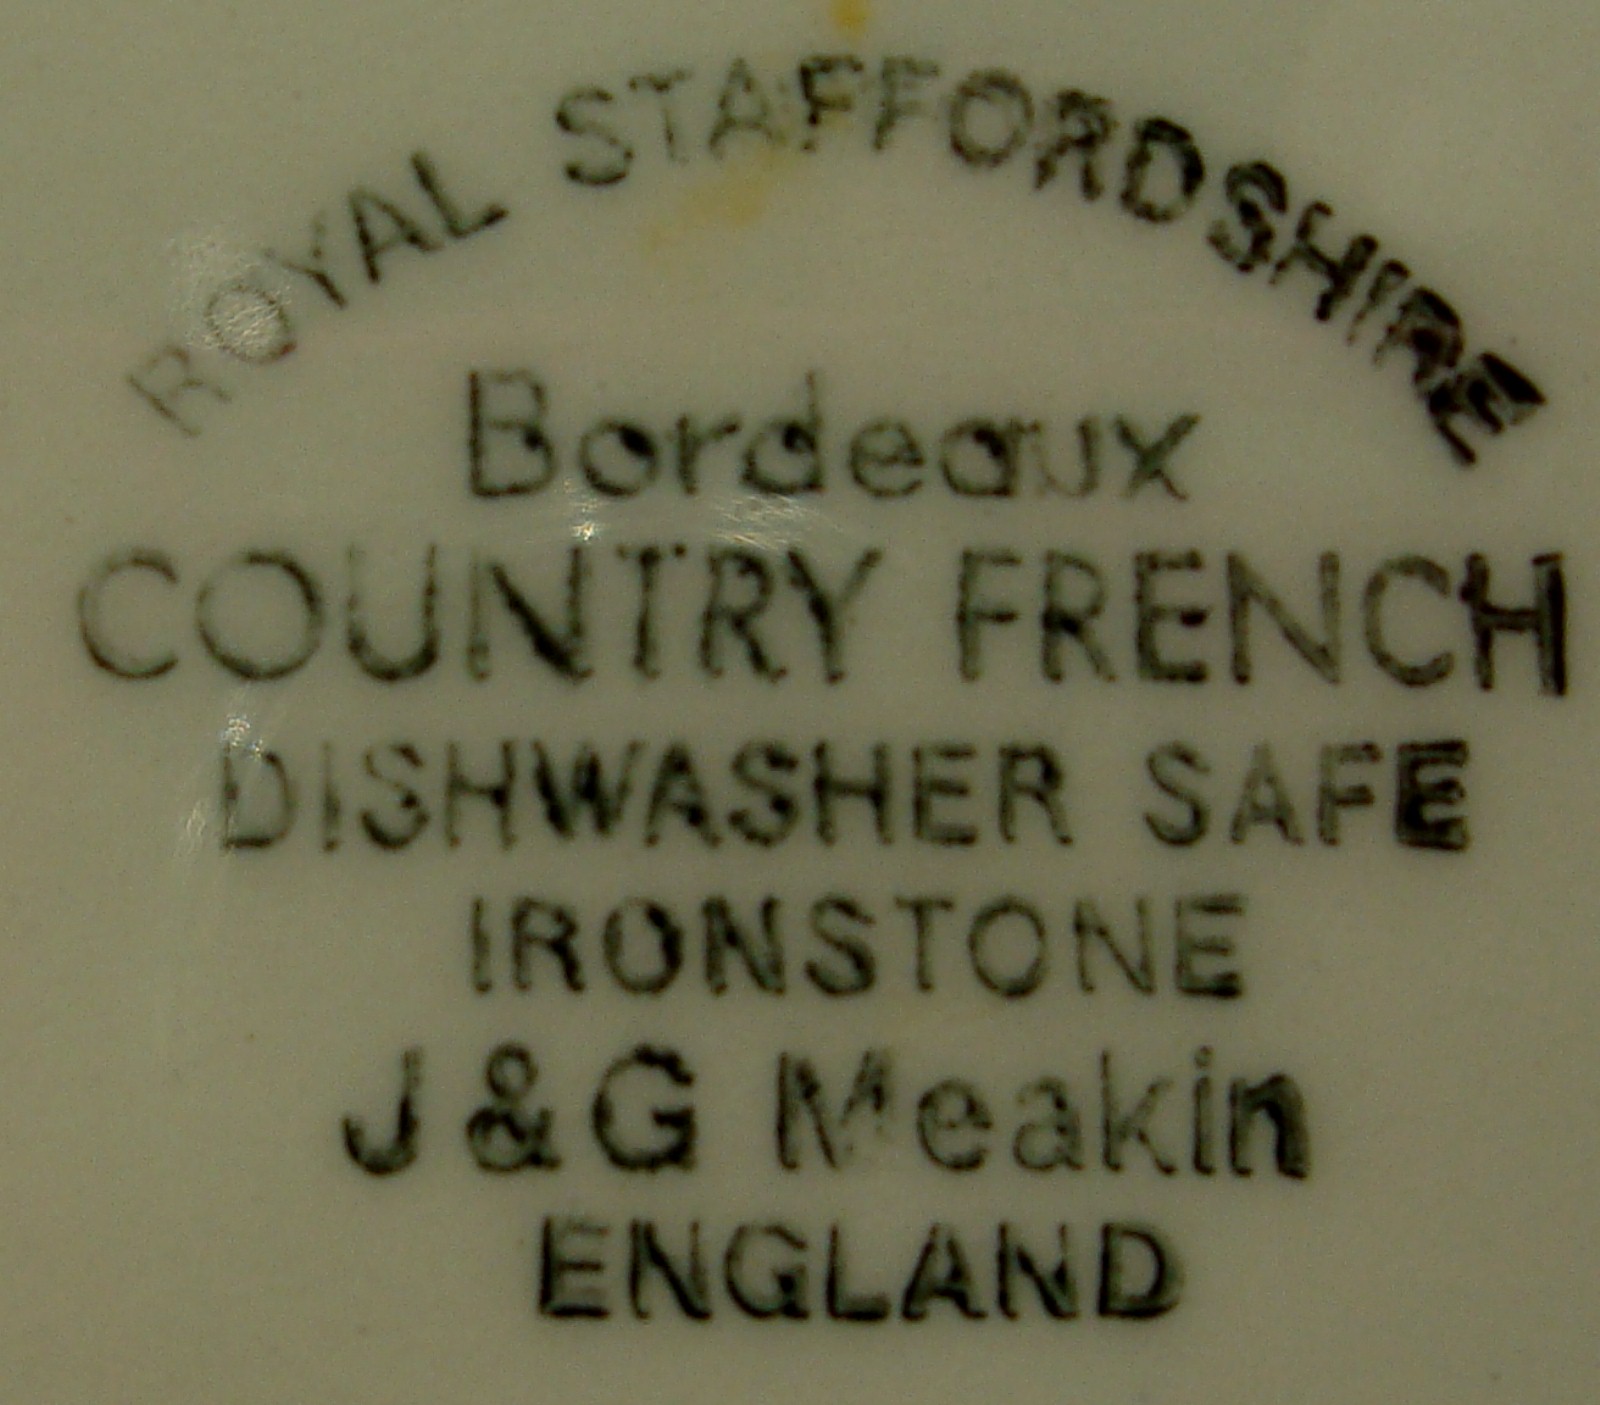 ROYAL STAFFORDSHIRE
Bordeaux
COUNTRY FRENCH
DISHWASHER SAFE
IRONSTONE
J & G Meakin
ENGLAND